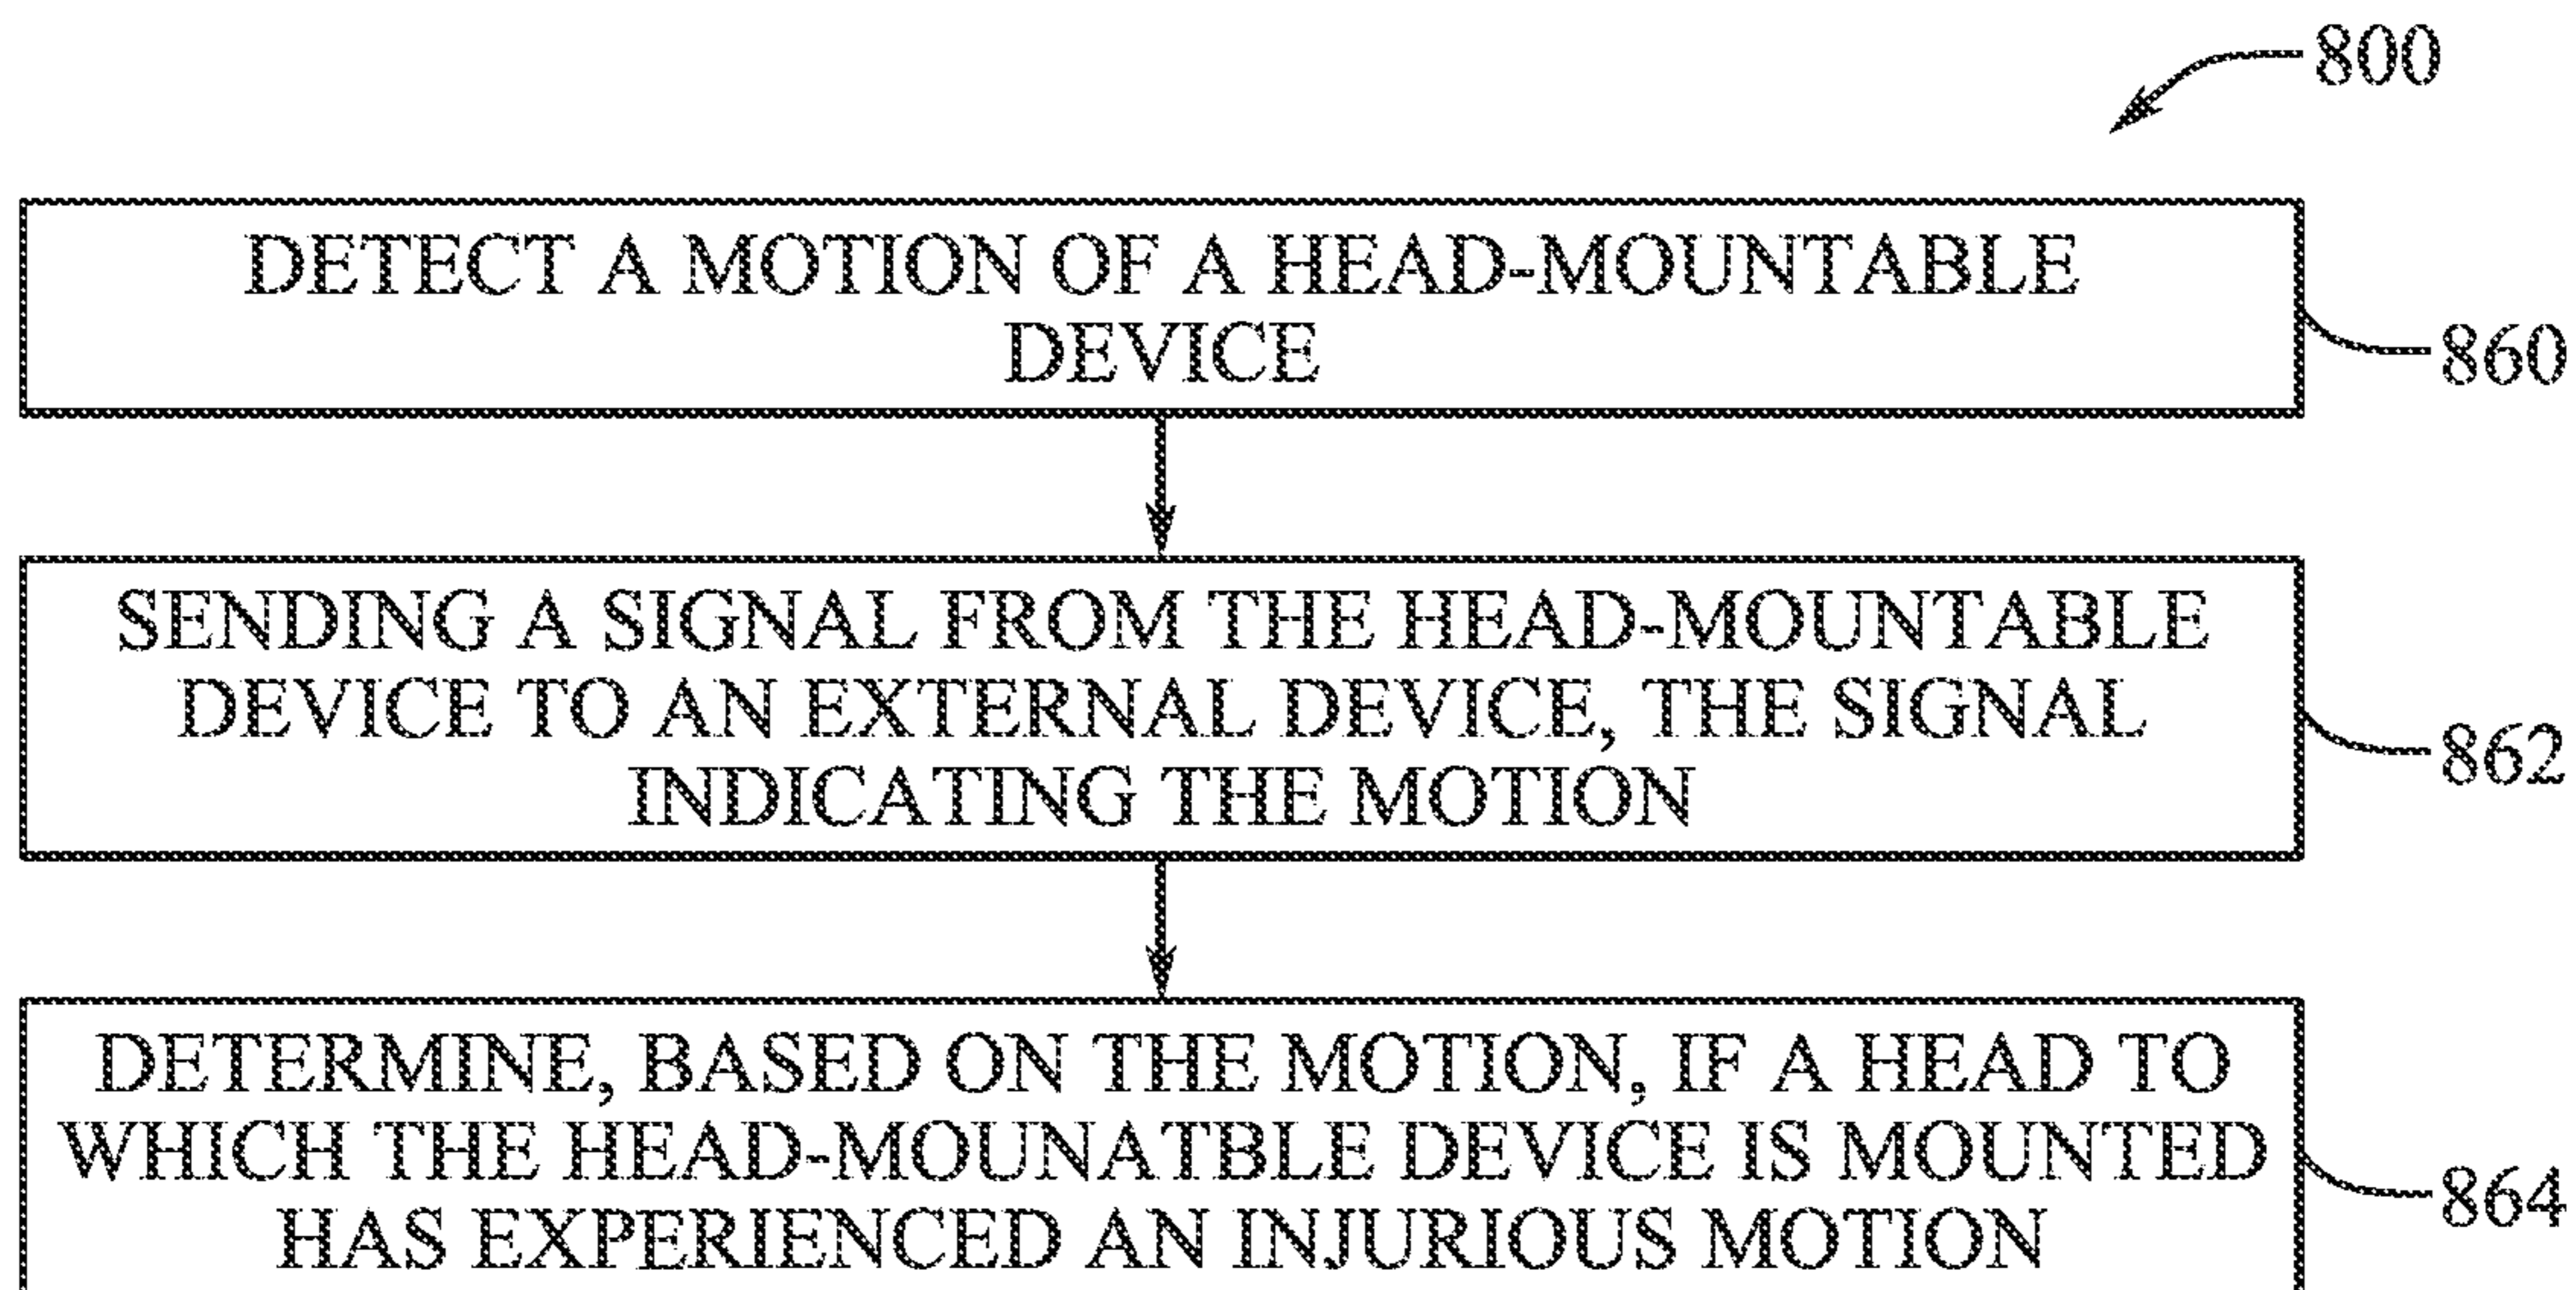 800
DETECT A MOTION OF A HEAD-MOUNTABLE
DEVICE
860
SENDING A SIGNAL FROM THE HEAD-MOUNTABLE
DEVICE TO AN EXTERNAL DEVICE, THE SIGNAL
INDICATING THE MOTION
862
DETERMINE, BASED ON THE MOTION, IF A HEAD TO
WHICH THE HEAD-MOUNATBLE DEVICE IS MOUNTED
HAS EXPERIENCED AN INJURIOUS MOTION
864